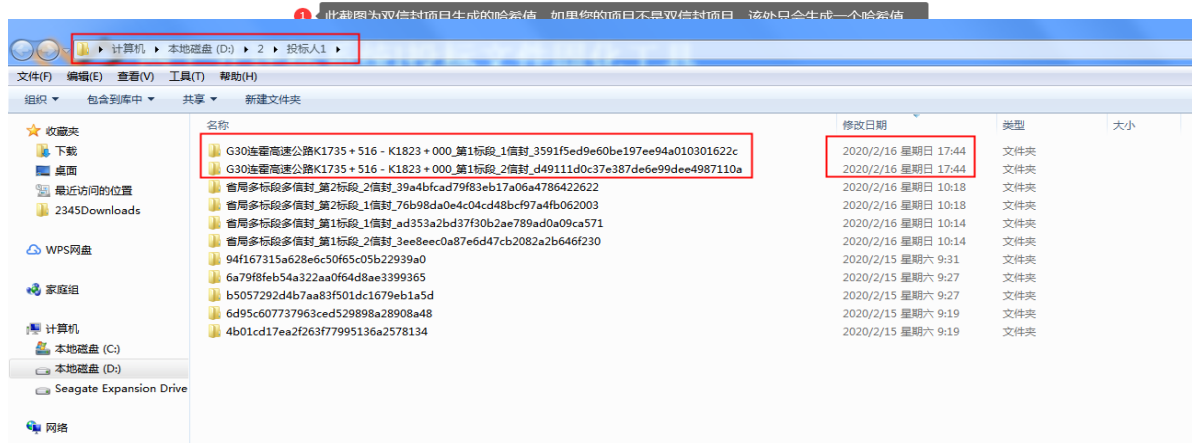 1 此截图为双信封项目生成的哈希值，如果您的项目不是双信封项目，该处只会生成一个哈希值
计算机 ▸ 本地磁盘 (D:) ▸ 2 ▸ 投标人1 ▸
文件(F) 编辑(E) 查看(V) 工具(T) 帮助(H)
组织 包含到库中 共享 新建文件夹
名称 修改日期 类型 大小
收藏夹
下载
桌面
最近访问的位置
2345Downloads
WPS网盘
家庭组
计算机
本地磁盘 (C:)
本地磁盘 (D:)
Seagate Expansion Drive
网络
G30连霍高速公路K1735+516 - K1823+000_第1标段_1信封_3591f5ed9e60be197ee94a010301622c 2020/2/16 星期日 17:44 文件夹
G30连霍高速公路K1735+516 - K1823+000_第1标段_2信封_d49111d0c37e387de6e99dee4987110a 2020/2/16 星期日 17:44 文件夹
省局多标段多信封_第2标段_2信封_39a4bfcad79f83eb17a06a4786422622 2020/2/16 星期日 10:18 文件夹
省局多标段多信封_第2标段_1信封_76b98da0e4c04cd48bcf97a4fb062003 2020/2/16 星期日 10:18 文件夹
省局多标段多信封_第1标段_1信封_ad353a2bd37f30b2ae789ad0a09ca571 2020/2/16 星期日 10:14 文件夹
省局多标段多信封_第1标段_2信封_3ee8eec0a87e6d47cb2082a2b646f230 2020/2/16 星期日 10:14 文件夹
94f167315a628e6c50f65c05b22939a0 2020/2/15 星期六 9:31 文件夹
6a79f8feb54a322aa0f64d8ae3399365 2020/2/15 星期六 9:27 文件夹
b5057292d4b7aa83f501dc1679eb1a5d 2020/2/15 星期六 9:27 文件夹
6d95c607737963ced529898a28908a48 2020/2/15 星期六 9:19 文件夹
4b01cd17ea2f263f77995136a2578134 2020/2/15 星期六 9:19 文件夹